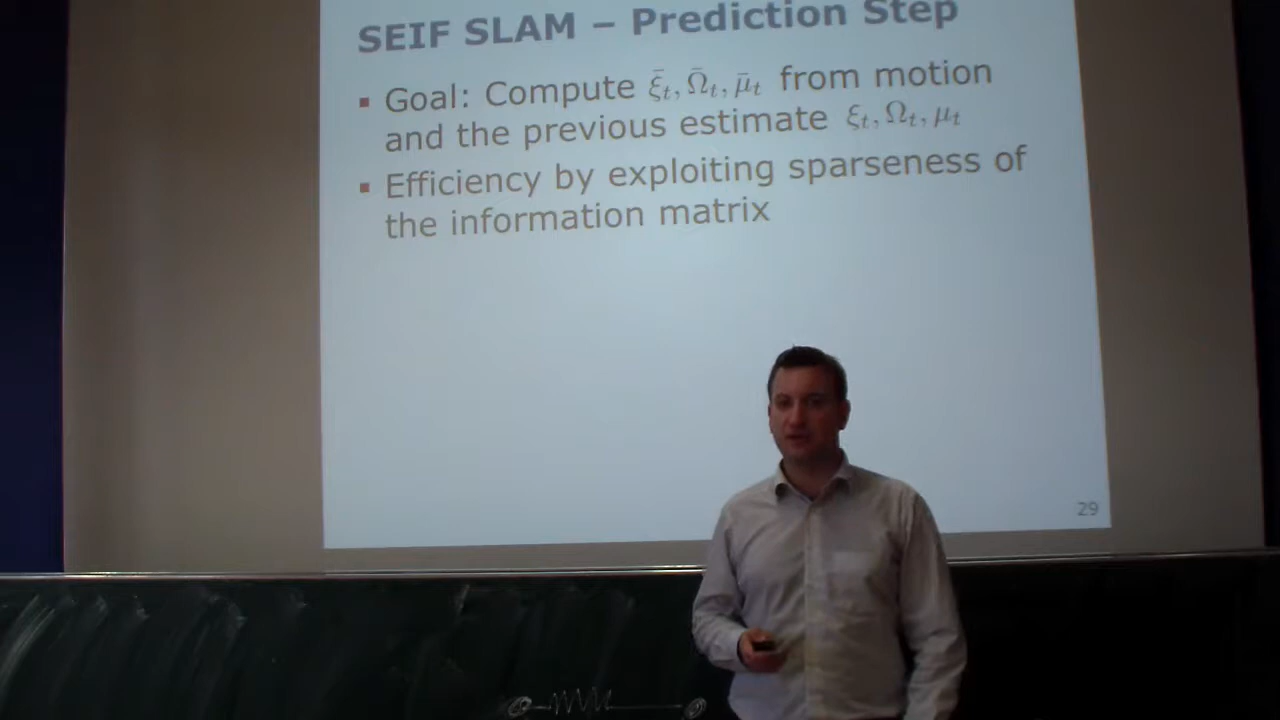 SEIF SLAM – Prediction Step
▪ Goal: Compute ξ̄ₜ, Ω̄ₜ, μ̄ₜ from motion
and the previous estimate ξₜ, Ωₜ, μₜ
▪ Efficiency by exploiting sparseness of
the information matrix
29